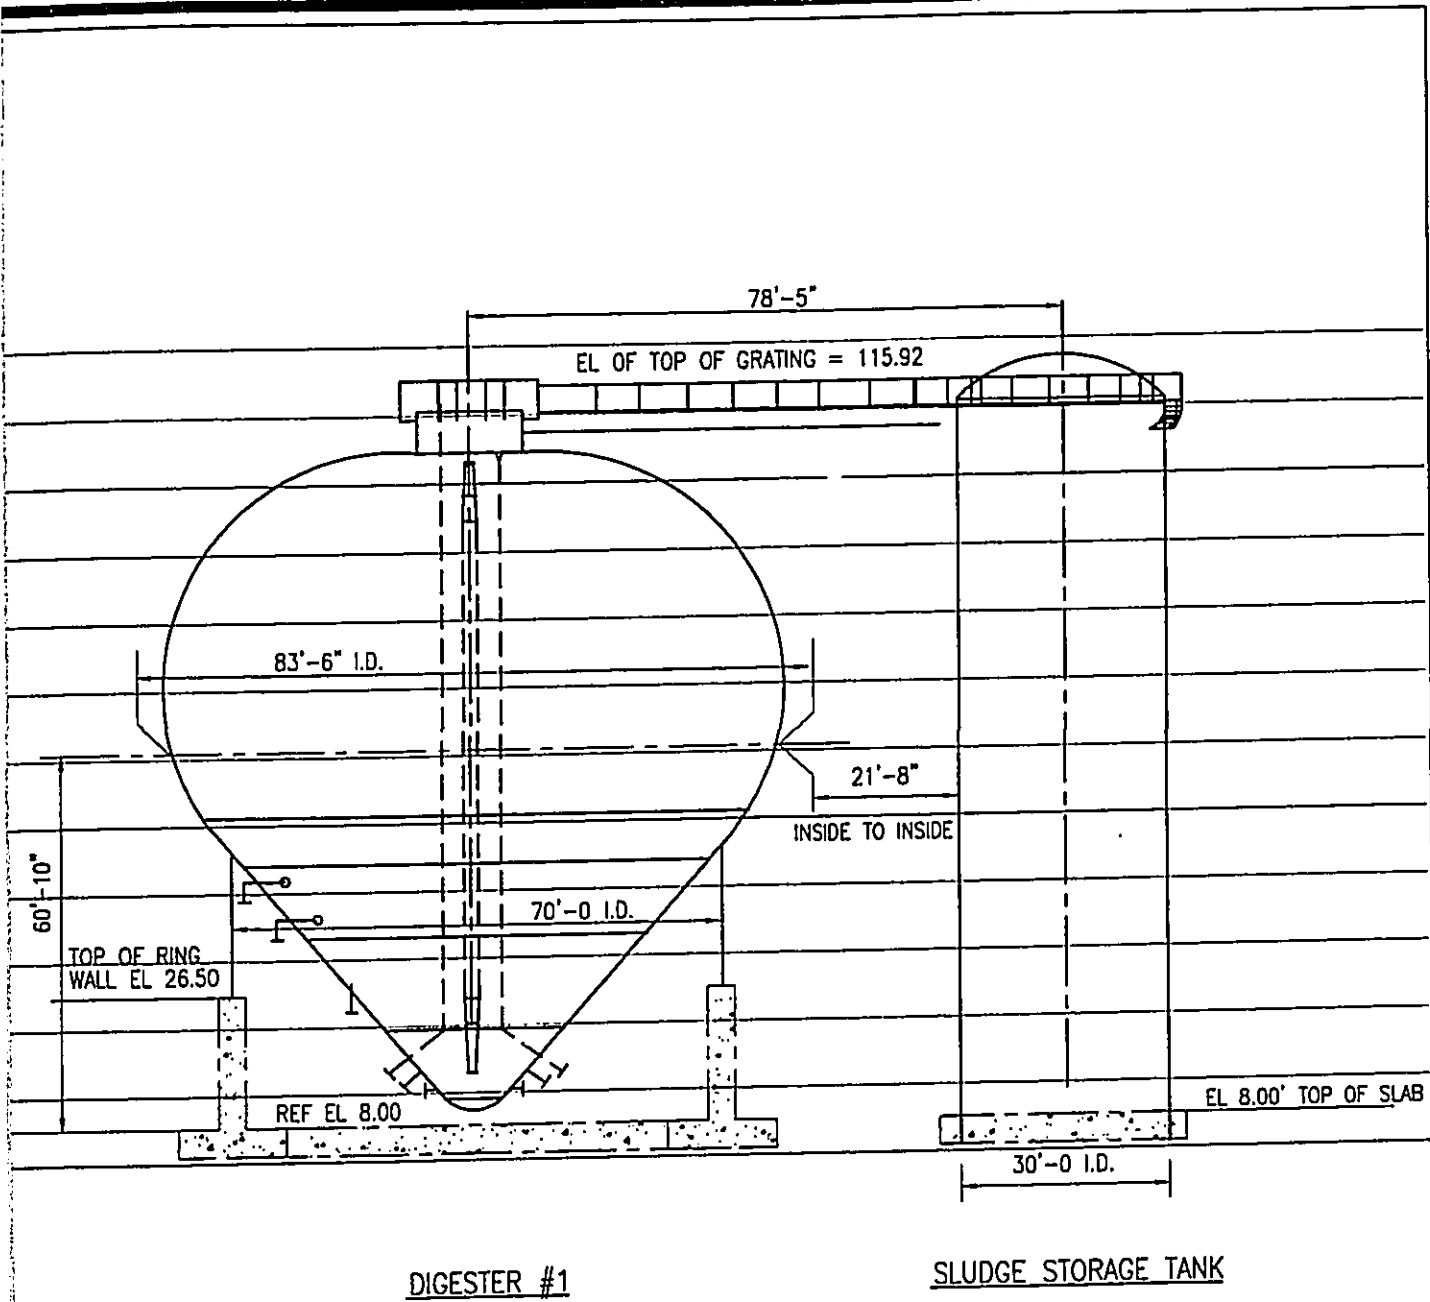 78'-5"
EL OF TOP OF GRATING = 115.92
83'-6" I.D.
21'-8"
INSIDE TO INSIDE
60'-10"
70'-0 I.D.
TOP OF RING
WALL EL 26.50
REF EL 8.00
EL 8.00' TOP OF SLAB
30'-0 I.D.
DIGESTER #1
SLUDGE STORAGE TANK